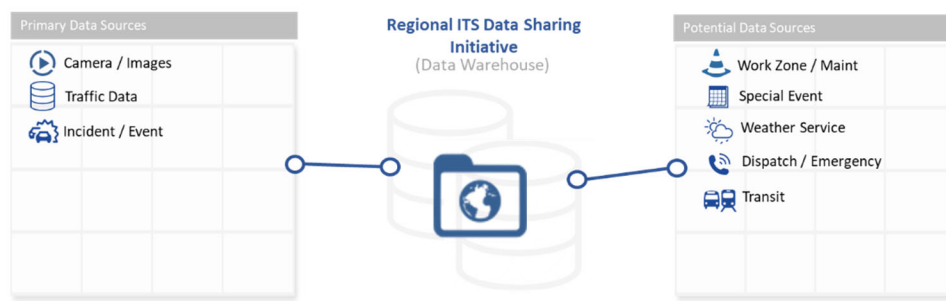 Primary Data Sources
Camera / Images
Traffic Data
Incident / Event
Regional ITS Data Sharing
Initiative
(Data Warehouse)
Potential Data Sources
Work Zone / Maint
Special Event
Weather Service
Dispatch / Emergency
Transit